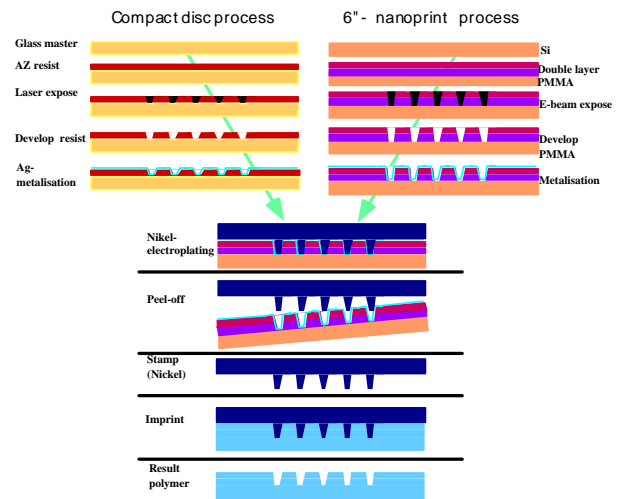 Compact disc process
6"- nanoprint process
Glass master
AZ resist
Laser expose
Develop resist
Ag-
metalisation
Si
Double layer
PMMA
E-beam expose
Develop
PMMA
Metalisation
Nikel-
electroplating
Peel-off
Stamp
(Nickel)
Imprint
Result
polymer